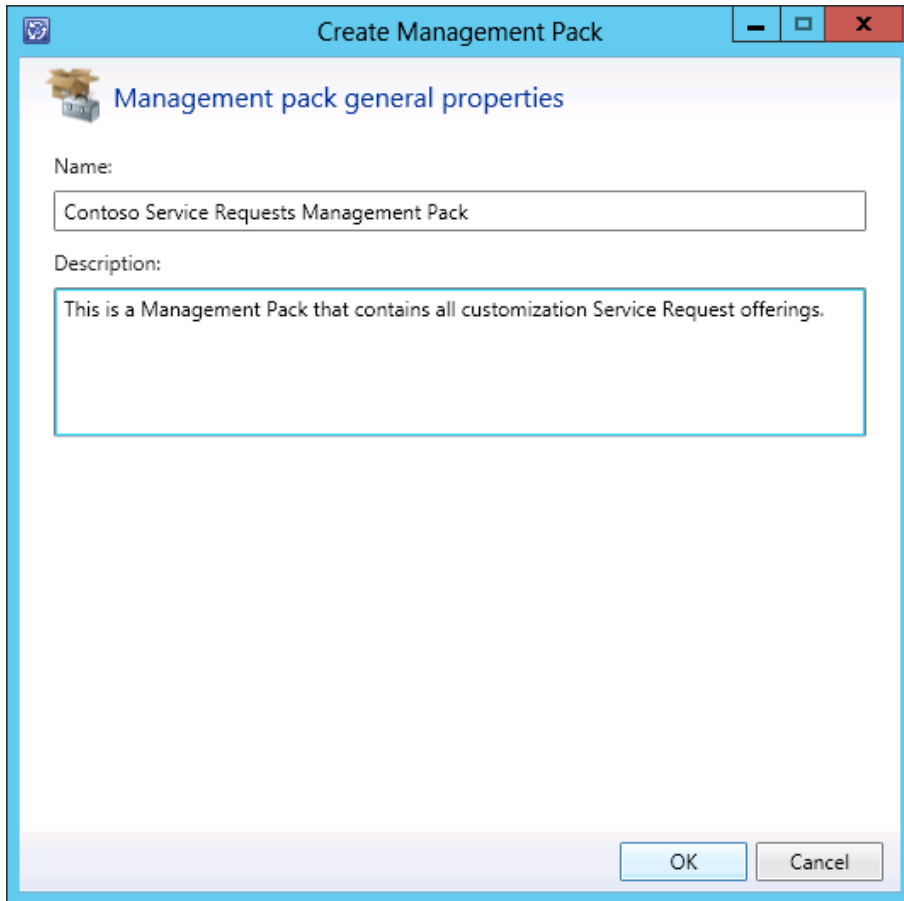 Create Management Pack
Management pack general properties
Name:
Contoso Service Requests Management Pack
Description:
This is a Management Pack that contains all customization Service Request offerings.
OK
Cancel